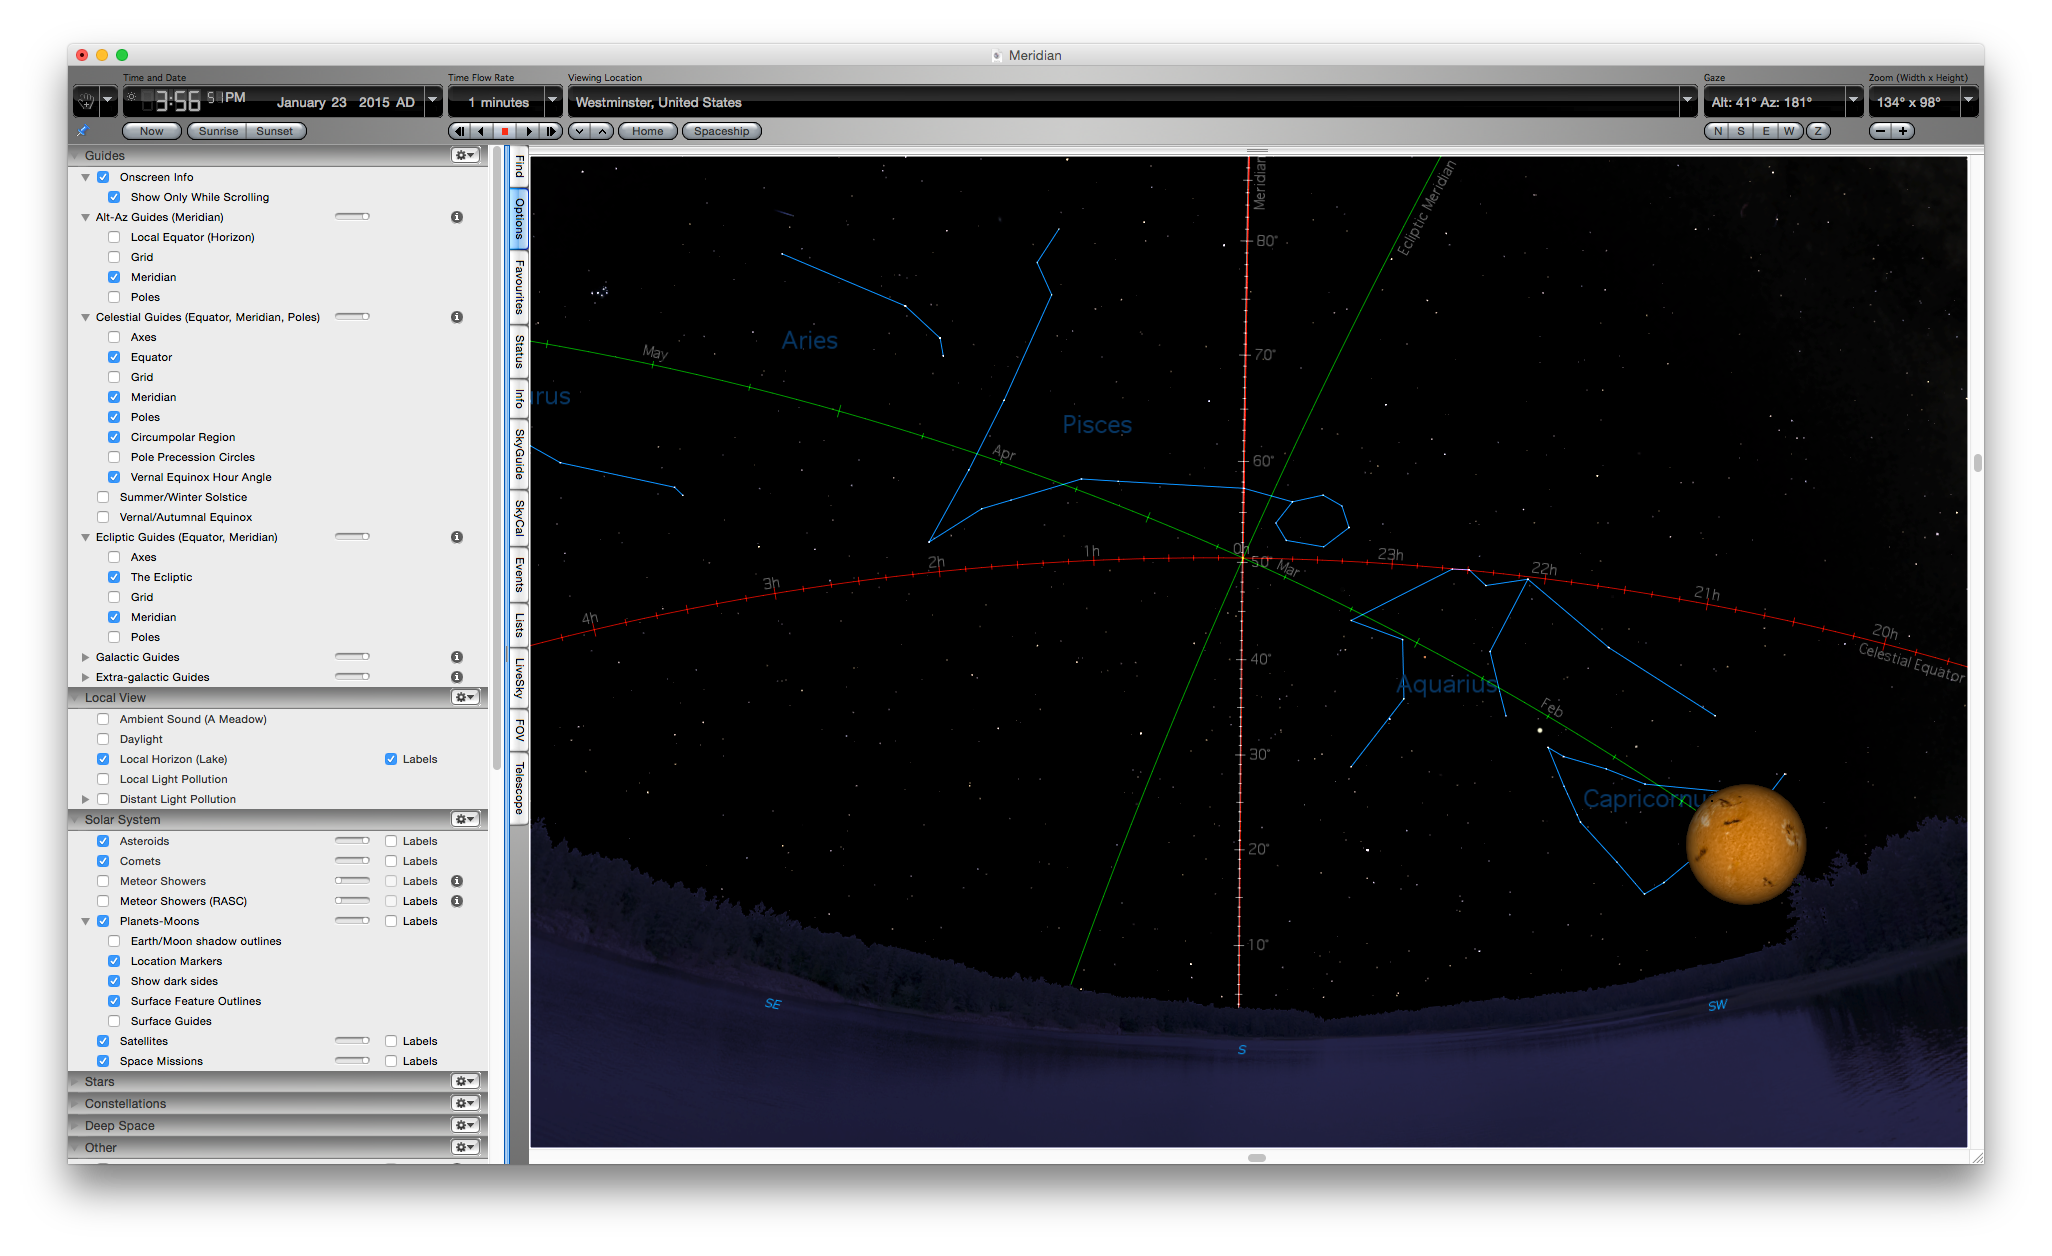 Meridian
Time and Date
Time Flow Rate
Viewing Location
Gaze
Zoom (Width x Height)
3:56 51 PM
January 23 2015 AD
1 minutes
Westminster, United States
Alt: 41° Az: 181°
134° x 98°
Now
Sunrise
Sunset
Home
Spaceship
N
S
E
W
Z
Guides
Onscreen Info
Show Only While Scrolling
Alt-Az Guides (Meridian)
Local Equator (Horizon)
Grid
Meridian
Poles
Celestial Guides (Equator, Meridian, Poles)
Axes
Equator
Grid
Meridian
Poles
Circumpolar Region
Pole Precession Circles
Vernal Equinox Hour Angle
Summer/Winter Solstice
Vernal/Autumnal Equinox
Ecliptic Guides (Equator, Meridian)
Axes
The Ecliptic
Grid
Meridian
Poles
Galactic Guides
Extra-galactic Guides
Local View
Ambient Sound (A Meadow)
Daylight
Local Horizon (Lake)
Labels
Local Light Pollution
Distant Light Pollution
Solar System
Asteroids
Labels
Comets
Labels
Meteor Showers
Labels
Meteor Showers (RASC)
Labels
Planets-Moons
Labels
Earth/Moon shadow outlines
Location Markers
Show dark sides
Surface Feature Outlines
Surface Guides
Satellites
Labels
Space Missions
Labels
Stars
Constellations
Deep Space
Other
Find
Options
Favourites
Status
Info
SkyGuide
SkyCal
Events
Lists
LiveSky
FOV
Telescope
Meridian
Ecliptic Meridian
80°
Aries
May
70°
urus
Pisces
Apr
60°
0h
50°
Mar
1h
2h
3h
4h
23h
22h
21h
20h
Celestial Equator
40°
Aquarius
Feb
30°
Capricornu
20°
10°
SE
S
SW